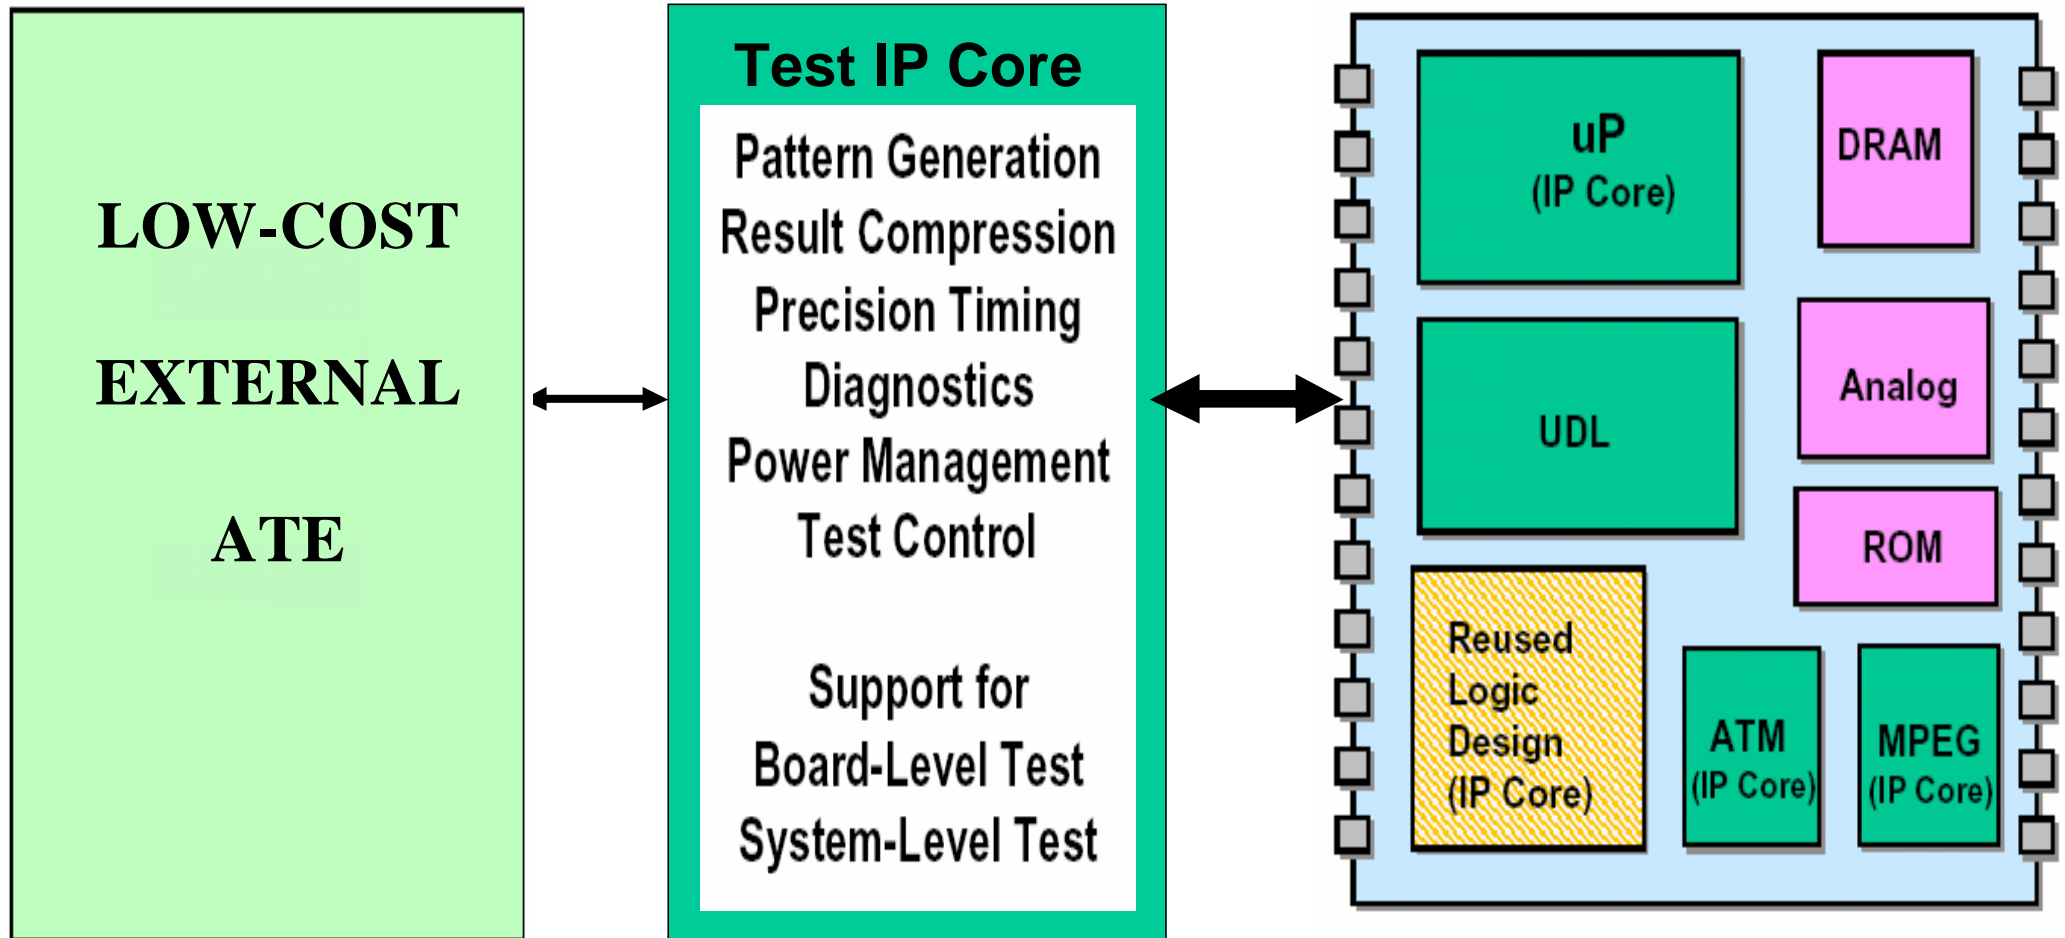 LOW-COST
EXTERNAL
ATE
Test IP Core
Pattern Generation
Result Compression
Precision Timing
Diagnostics
Power Management
Test Control
Support for
Board-Level Test
System-Level Test
uP
(IP Core)
DRAM
UDL
Analog
ROM
Reused
Logic
Design
(IP Core)
ATM
(IP Core)
MPEG
(IP Core)